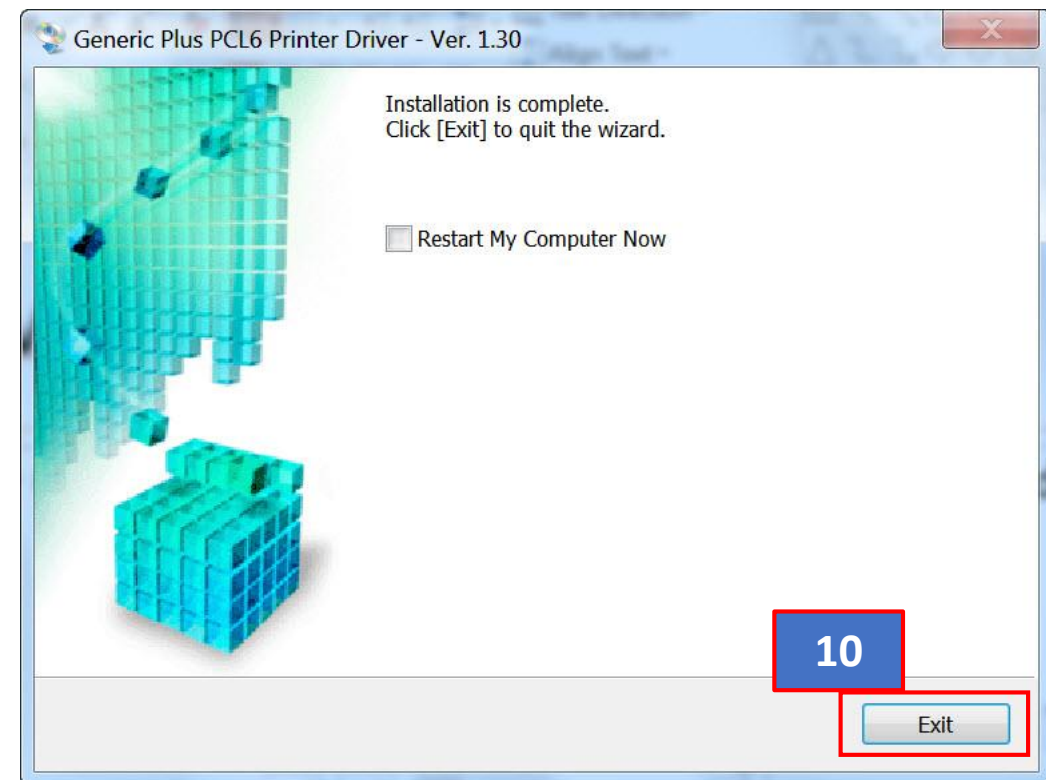 Generic Plus PCL6 Printer Driver - Ver. 1.30
Installation is complete.
Click [Exit] to quit the wizard.
Restart My Computer Now
10
Exit